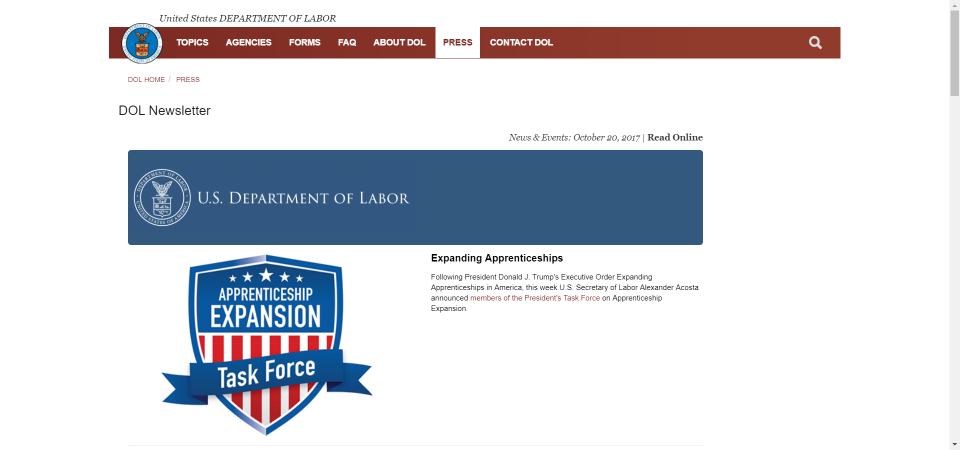 United States DEPARTMENT OF LABOR
TOPICS AGENCIES FORMS FAQ ABOUT DOL PRESS CONTACT DOL
DOL HOME / PRESS
DOL Newsletter
News & Events: October 20, 2017 | Read Online
U.S. DEPARTMENT OF LABOR
APPRENTICESHIP
EXPANSION
Task Force
Expanding Apprenticeships
Following President Donald J. Trump's Executive Order Expanding
Apprenticeships in America, this week U.S. Secretary of Labor Alexander Acosta
announced members of the President's Task Force on Apprenticeship
Expansion.